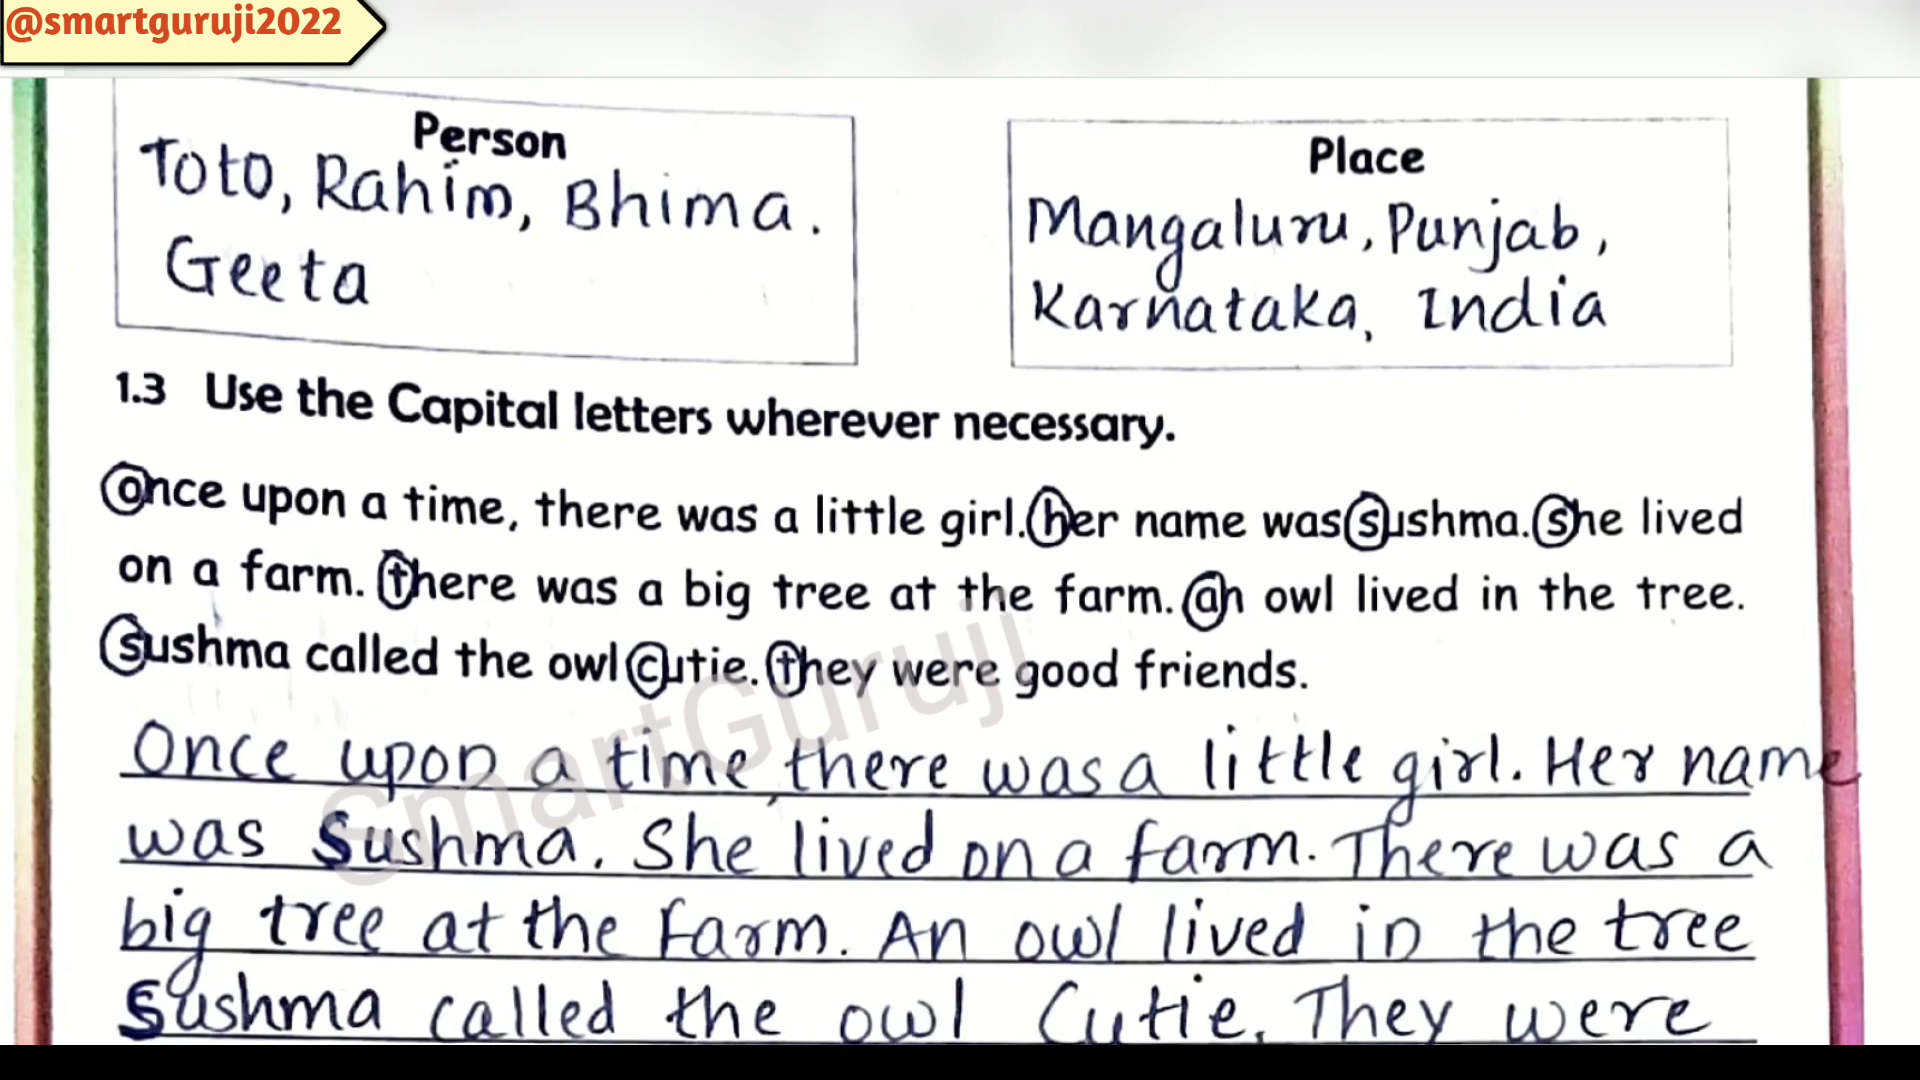 @smartguruji2022
Person
Toto, Rahim, Bhima.
Geeta
Place
Mangaluru, Punjab,
Karnataka, India
1.3 Use the Capital letters wherever necessary.
once upon a time, there was a little girl. her name was sushma. she lived
on a farm. there was a big tree at the farm. an owl lived in the tree.
sushma called the owl cutie. they were good friends.
SmartGuruji
Once upon a time, there was a little girl. Her name
was Sushma. She lived on a farm. There was a
big tree at the farm. An owl lived in the tree
Sushma called the owl Cutie. They were